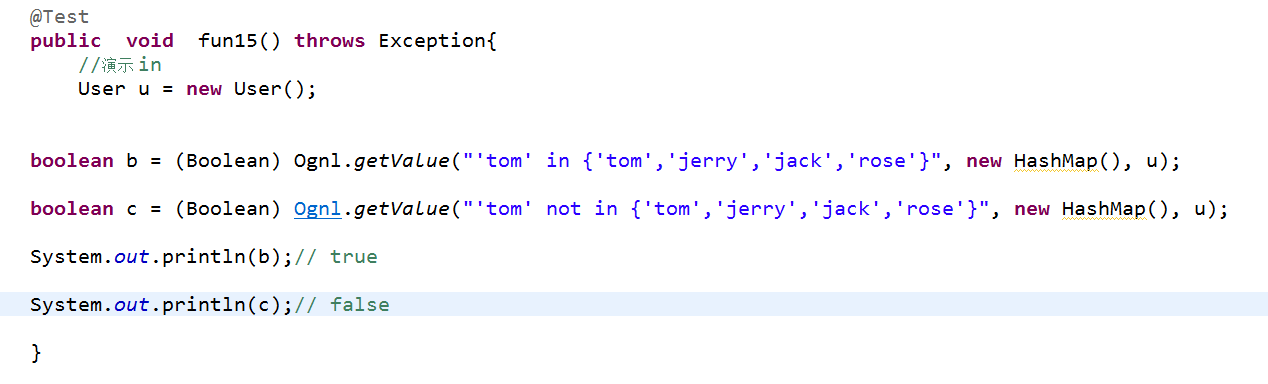 @Test
public void fun15() throws Exception{
//演示in
User u = new User();
boolean b = (Boolean) Ognl.getValue("'tom' in {'tom','jerry','jack','rose'}", new HashMap(), u);
boolean c = (Boolean) Ognl.getValue("'tom' not in {'tom','jerry','jack','rose'}", new HashMap(), u);
System.out.println(b);// true
System.out.println(c);// false
}